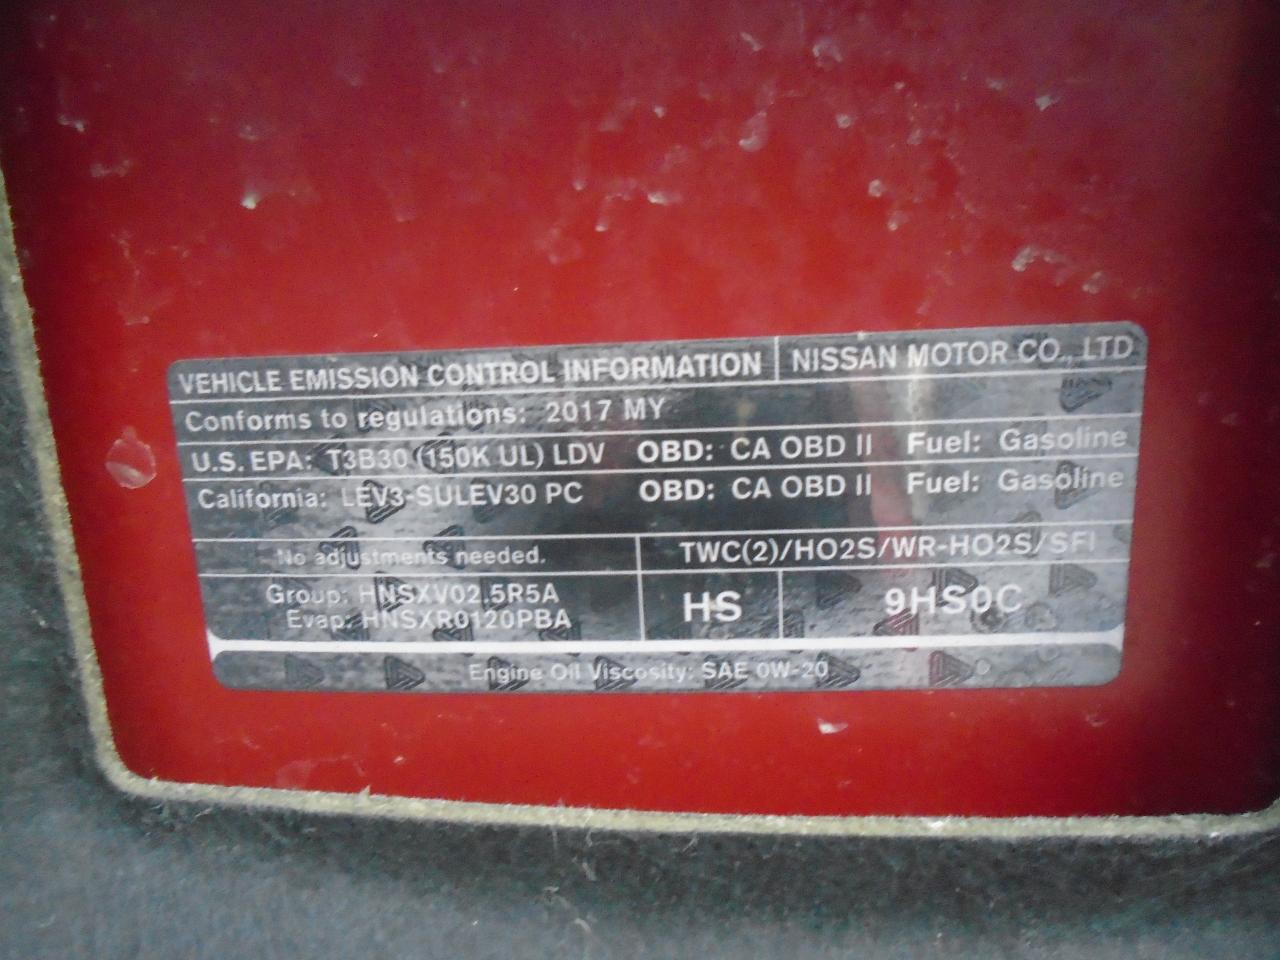 VEHICLE EMISSION CONTROL INFORMATION NISSAN MOTOR CO., LTD
Conforms to regulations: 2017 MY
U.S. EPA: T3B30 (150K UL) LDV OBD: CA OBD II Fuel: Gasoline
California: LEV3-SULEV30 PC OBD: CA OBD II Fuel: Gasoline
No adjustments needed. TWC(2)/HO2S/WR-HO2S/SFI
Group: HNSXV02.5R5A
Evap: HNSXR0120PBA
HS 9HS0C
Engine Oil Viscosity: SAE 0W-20